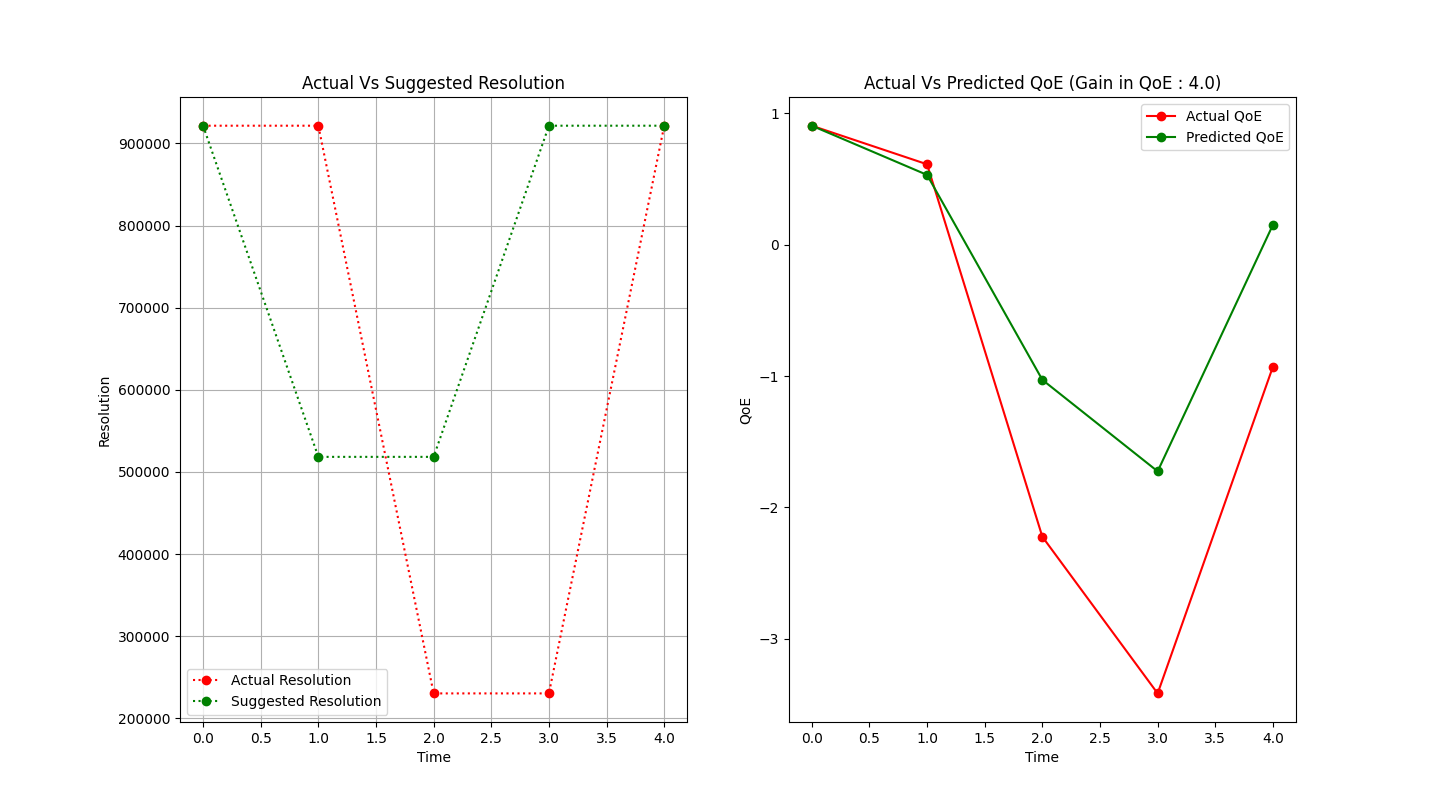 Actual Vs Suggested Resolution
900000
800000
700000
600000
500000
400000
300000
200000
Resolution
Actual Resolution
Suggested Resolution
0.0 0.5 1.0 1.5 2.0 2.5 3.0 3.5 4.0
Time
Actual Vs Predicted QoE (Gain in QoE : 4.0)
Actual QoE
Predicted QoE
1
0
−1
−2
−3
QoE
0.0 0.5 1.0 1.5 2.0 2.5 3.0 3.5 4.0
Time